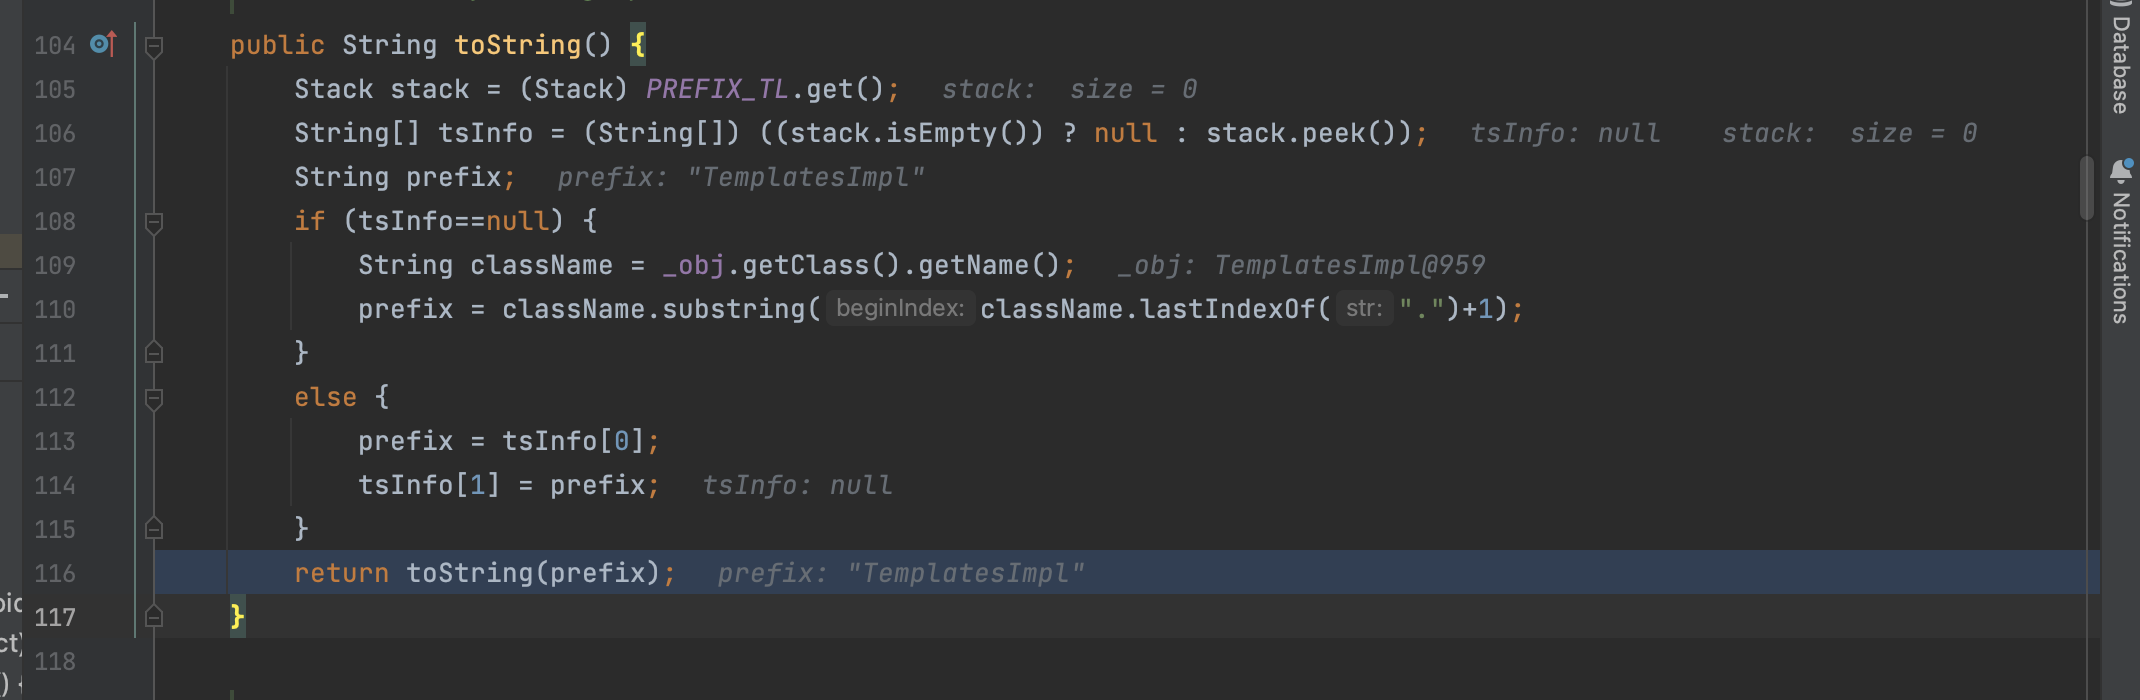 104 public String toString() {
105 Stack stack = (Stack) PREFIX_TL.get(); stack: size = 0
106 String[] tsInfo = (String[]) ((stack.isEmpty()) ? null : stack.peek()); tsInfo: null stack: size = 0
107 String prefix; prefix: "TemplatesImpl"
108 if (tsInfo==null) {
109 String className = _obj.getClass().getName(); _obj: TemplatesImpl@959
110 prefix = className.substring( beginIndex: className.lastIndexOf( str: ".")+1);
111 }
112 else {
113 prefix = tsInfo[0];
114 tsInfo[1] = prefix; tsInfo: null
115 }
116 return toString(prefix); prefix: "TemplatesImpl"
117 }
118
ct)
) {
Database
Notifications